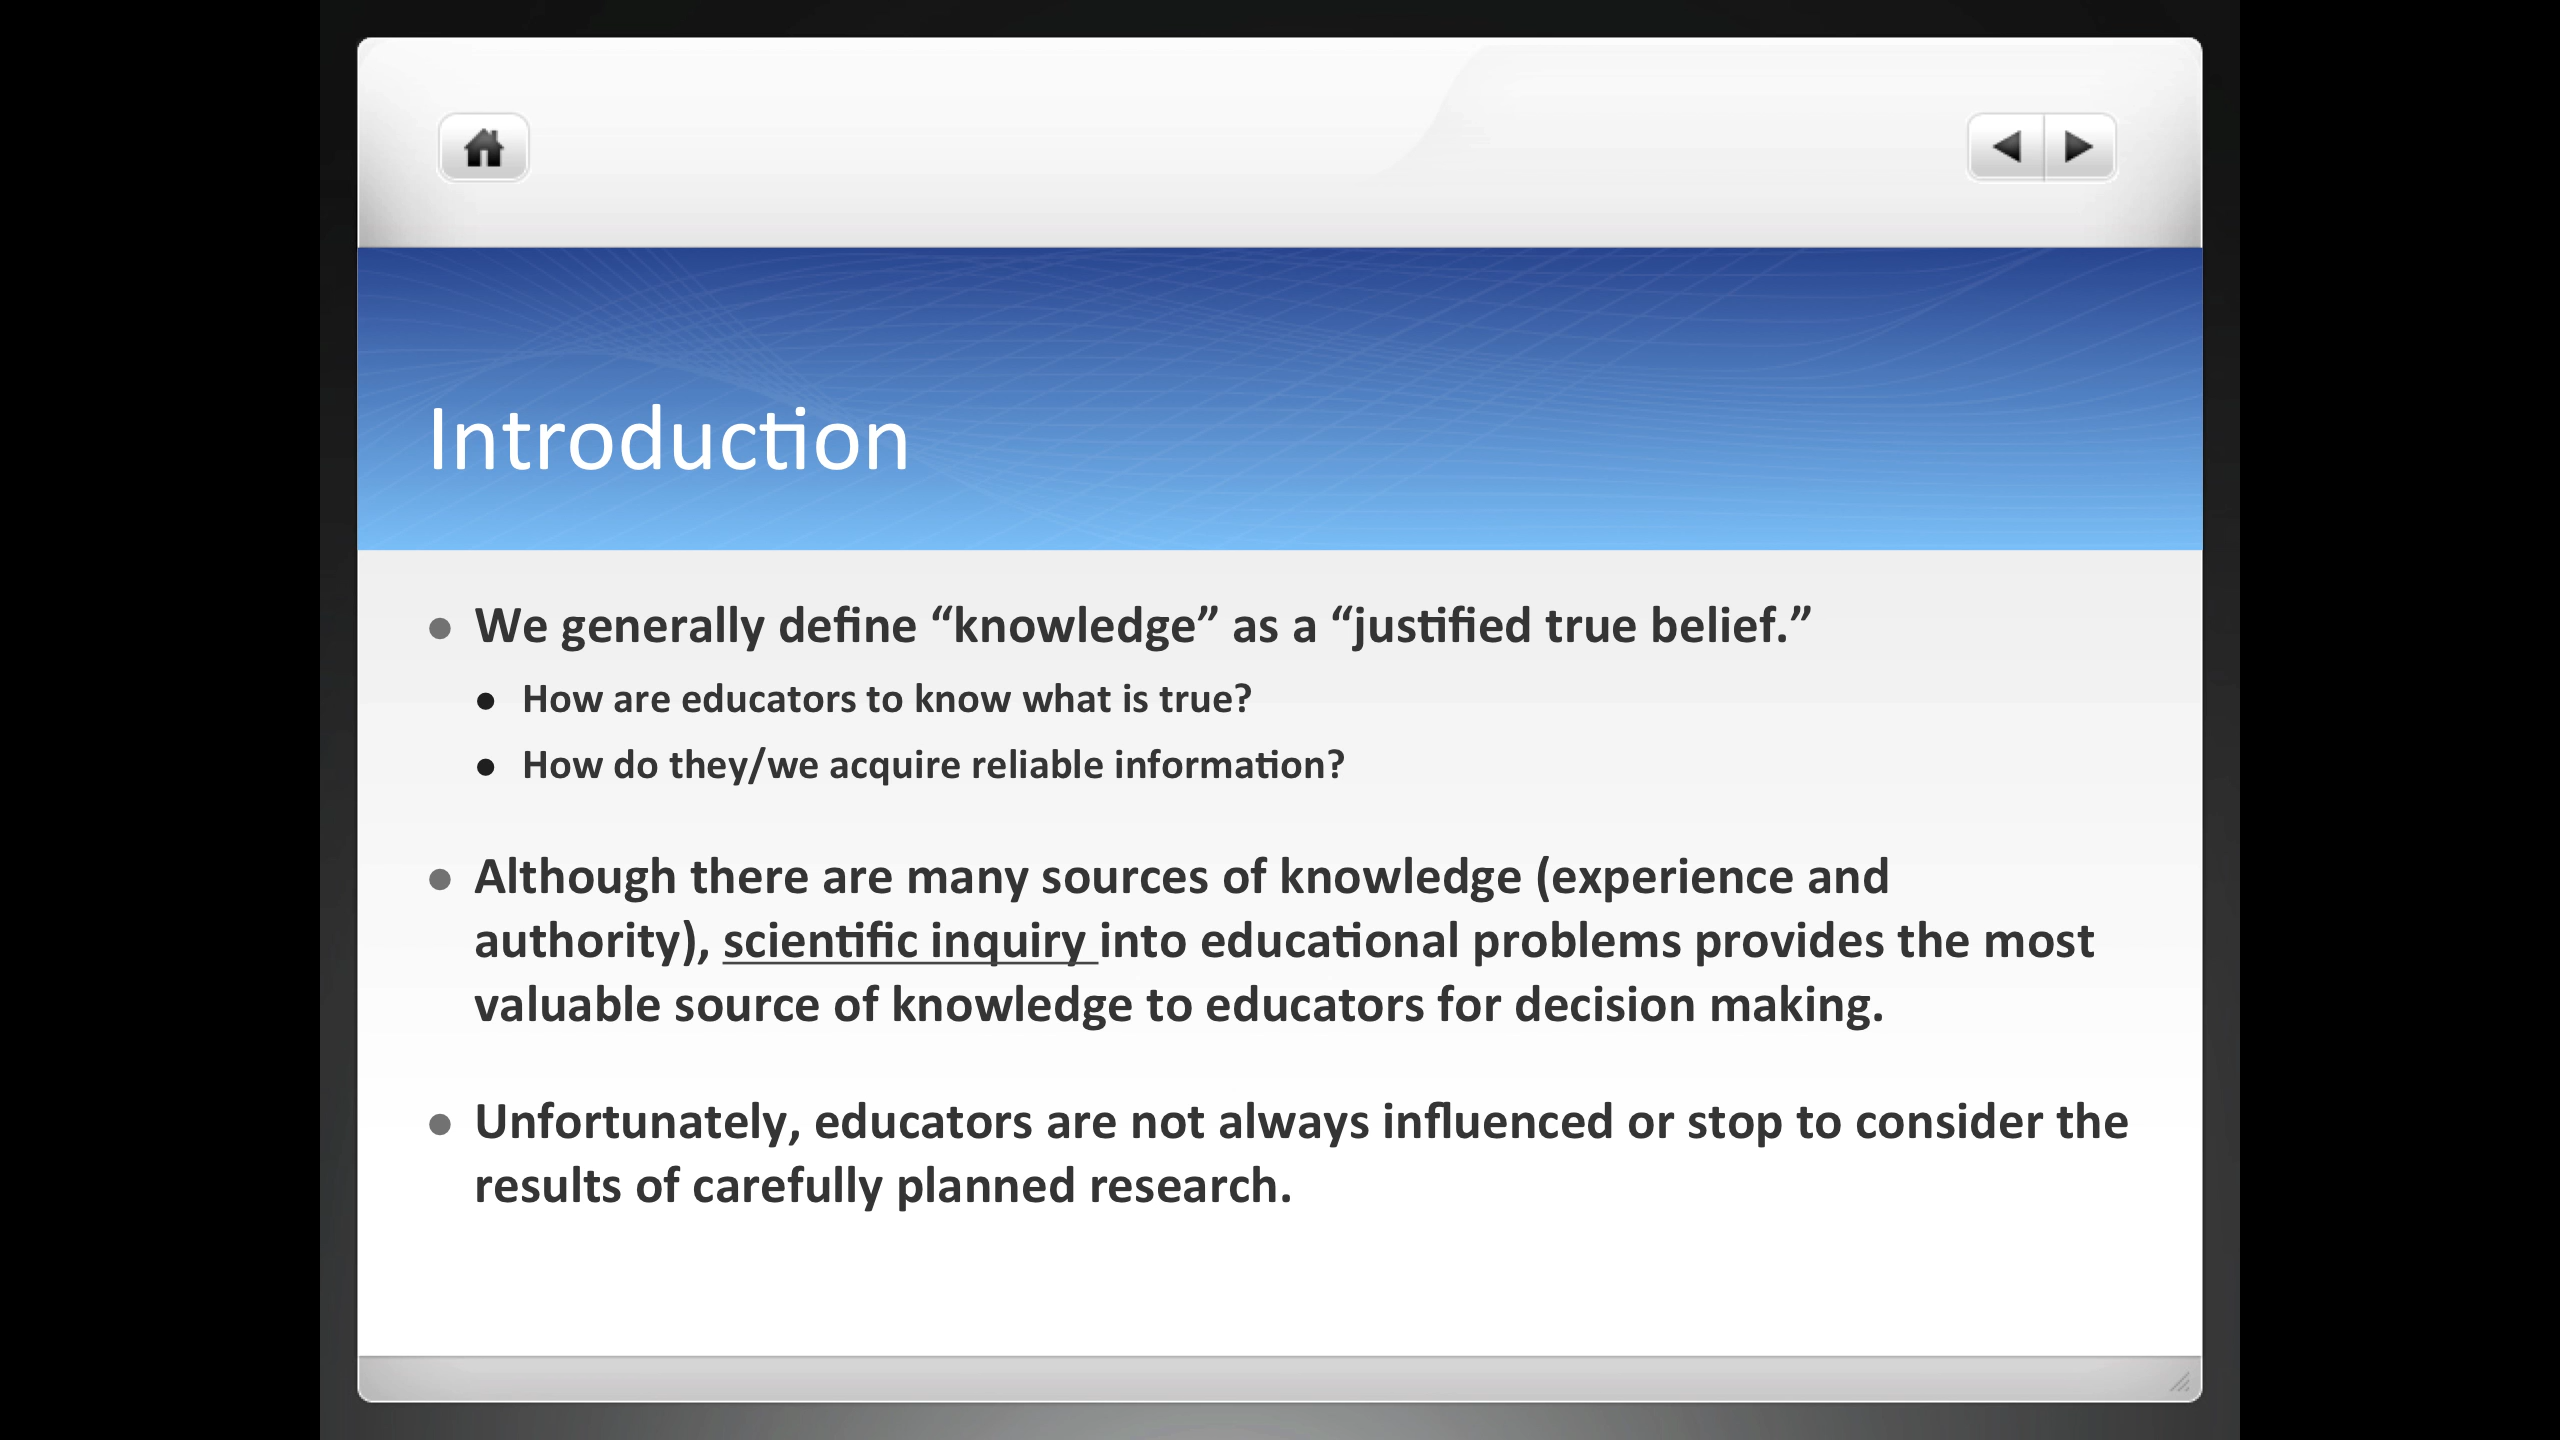 Introduction
• We generally define “knowledge” as a “justified true belief.”
• How are educators to know what is true?
• How do they/we acquire reliable information?
• Although there are many sources of knowledge (experience and
authority), scientific inquiry into educational problems provides the most
valuable source of knowledge to educators for decision making.
• Unfortunately, educators are not always influenced or stop to consider the
results of carefully planned research.